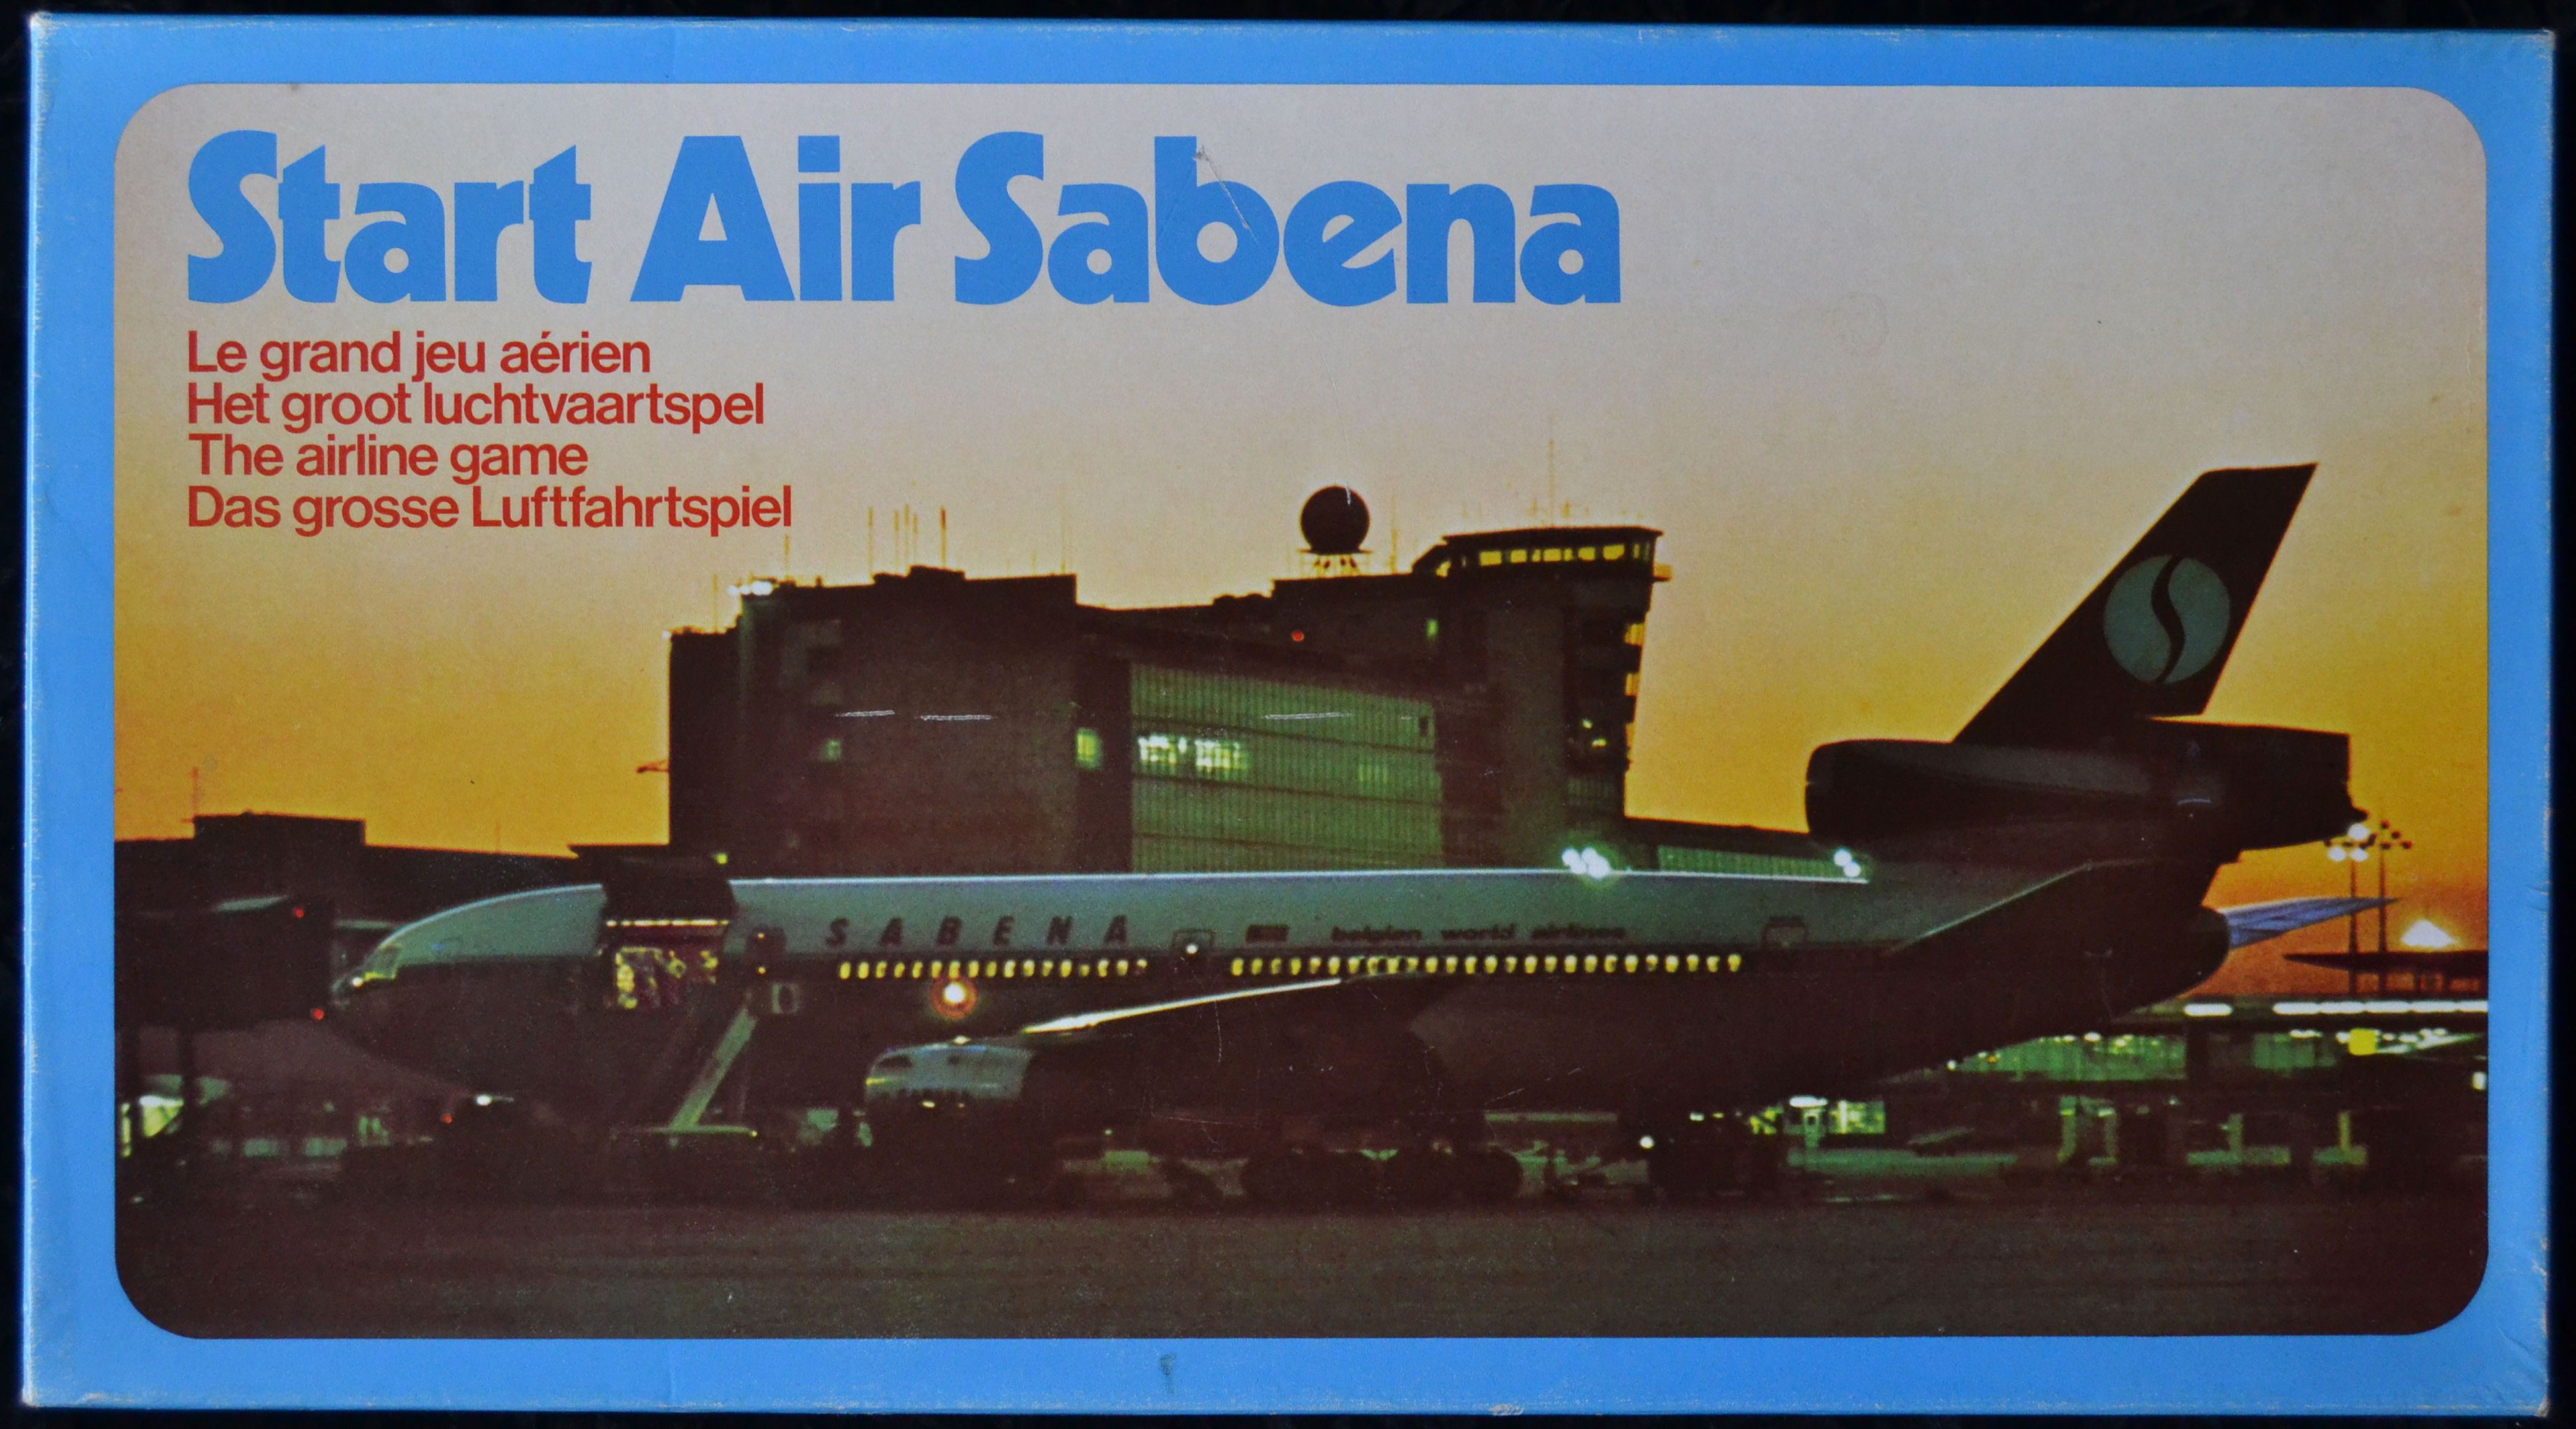 Start Air Sabena
Le grand jeu aérien
Het groot luchtvaartspel
The airline game
Das grosse Luftfahrtspiel
SABENA belgian world airlines